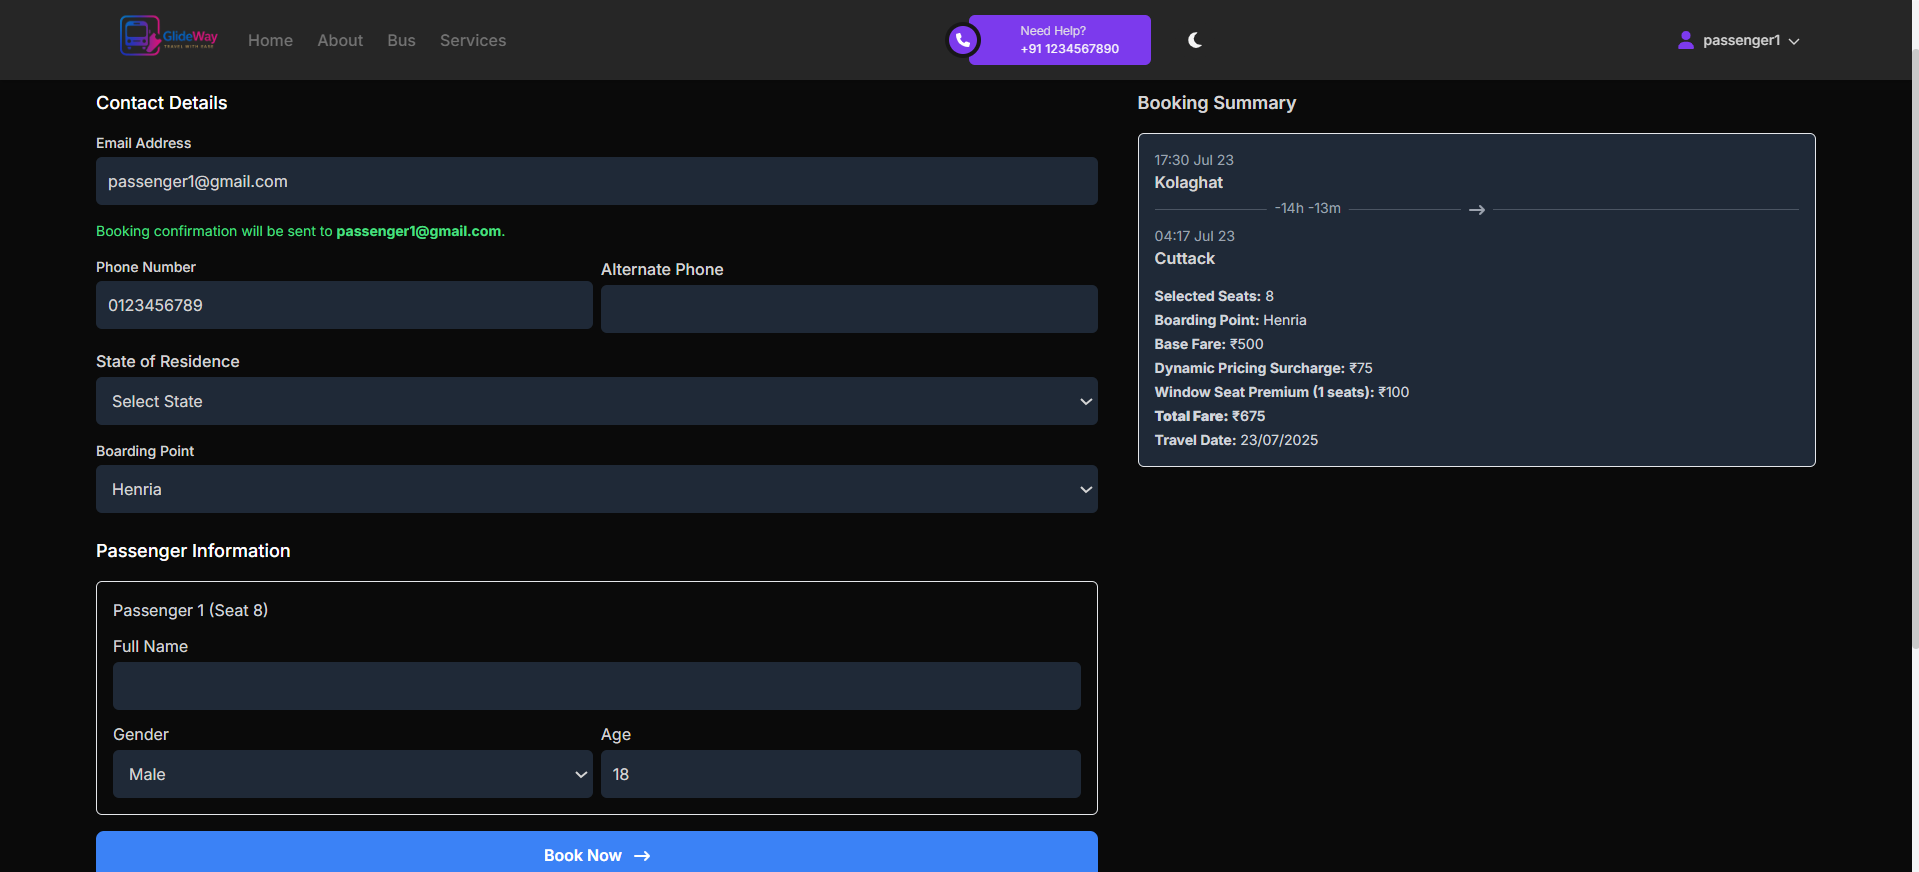 GlideWay
TRAVEL WITH EASE
Home
About
Bus
Services
Need Help?
+91 1234567890
passenger1
Contact Details
Email Address
passenger1@gmail.com
Booking confirmation will be sent to passenger1@gmail.com.
Phone Number
0123456789
Alternate Phone
State of Residence
Select State
Boarding Point
Henria
Passenger Information
Passenger 1 (Seat 8)
Full Name
Gender
Male
Age
18
Book Now →
Booking Summary
17:30 Jul 23
Kolaghat
-14h -13m
04:17 Jul 23
Cuttack
Selected Seats: 8
Boarding Point: Henria
Base Fare: ₹500
Dynamic Pricing Surcharge: ₹75
Window Seat Premium (1 seats): ₹100
Total Fare: ₹675
Travel Date: 23/07/2025